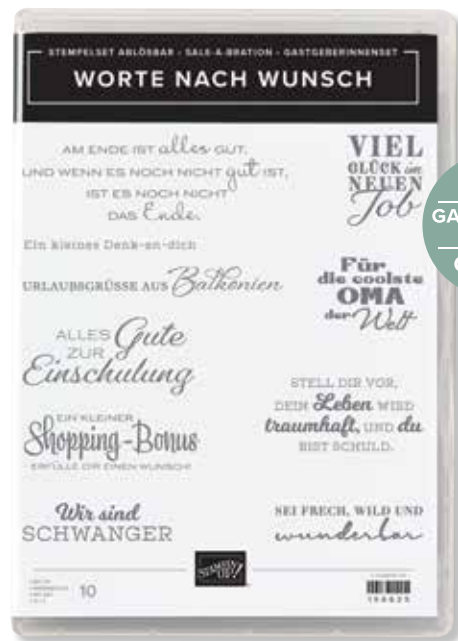 STEMPELSET ABLÖSBAR • SALE-A-BRATION • GASTGEBERINNENSET
WORTE NACH WUNSCH
AM ENDE IST alles GUT.
UND WENN ES NOCH NICHT gut IST,
IST ES NOCH NICHT
DAS Ende.
Ein kleines Denk-an-dich
URLAUBSGRÜSSE AUS Balkonien
ALLES Gute
ZUR
Einschulung
EIN KLEINER
Shopping-Bonus
ERFÜLLE DIR EINEN WUNSCH!
Wir sind
SCHWANGER
VIEL
GLÜCK im
NEUEN
Job
GA
Für
die coolste
OMA
der Welt
STELL DIR VOR,
DEIN Leben WIRD
traumhaft, UND du
BIST SCHULD.
SEI FRECH, WILD UND
wunderbar
STAMPIN'
UP!
10